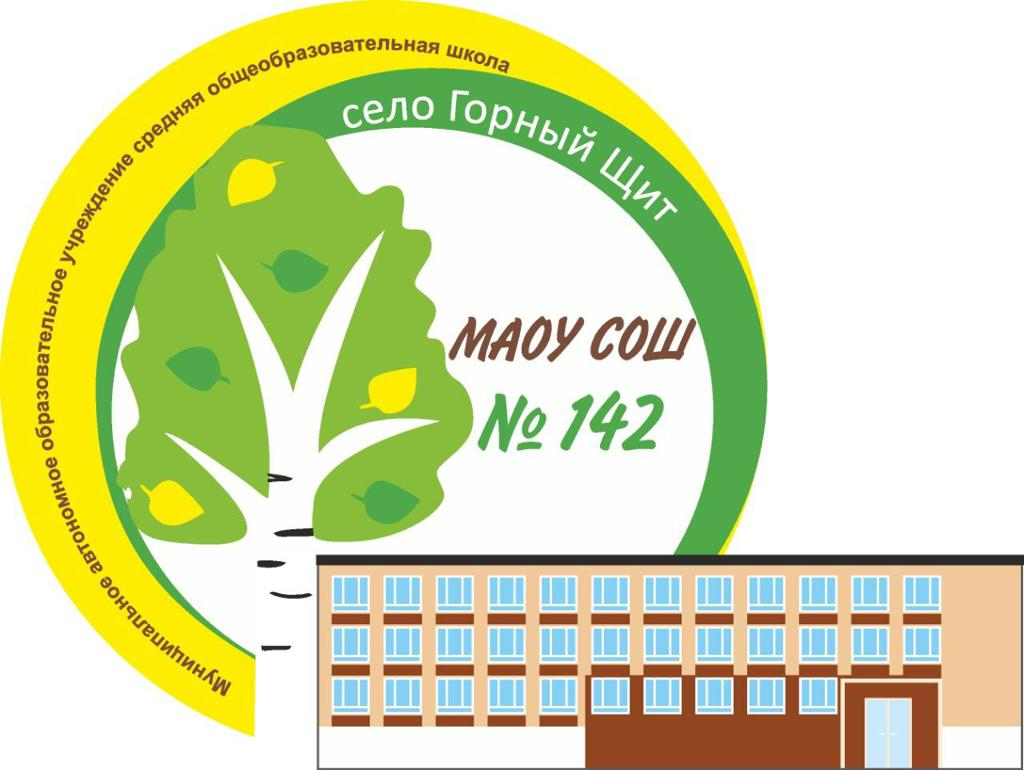 Муниципальное автономное образовательное учреждение средняя общеобразовательная школа
село Горный Щит
МАОУ СОШ
№ 142